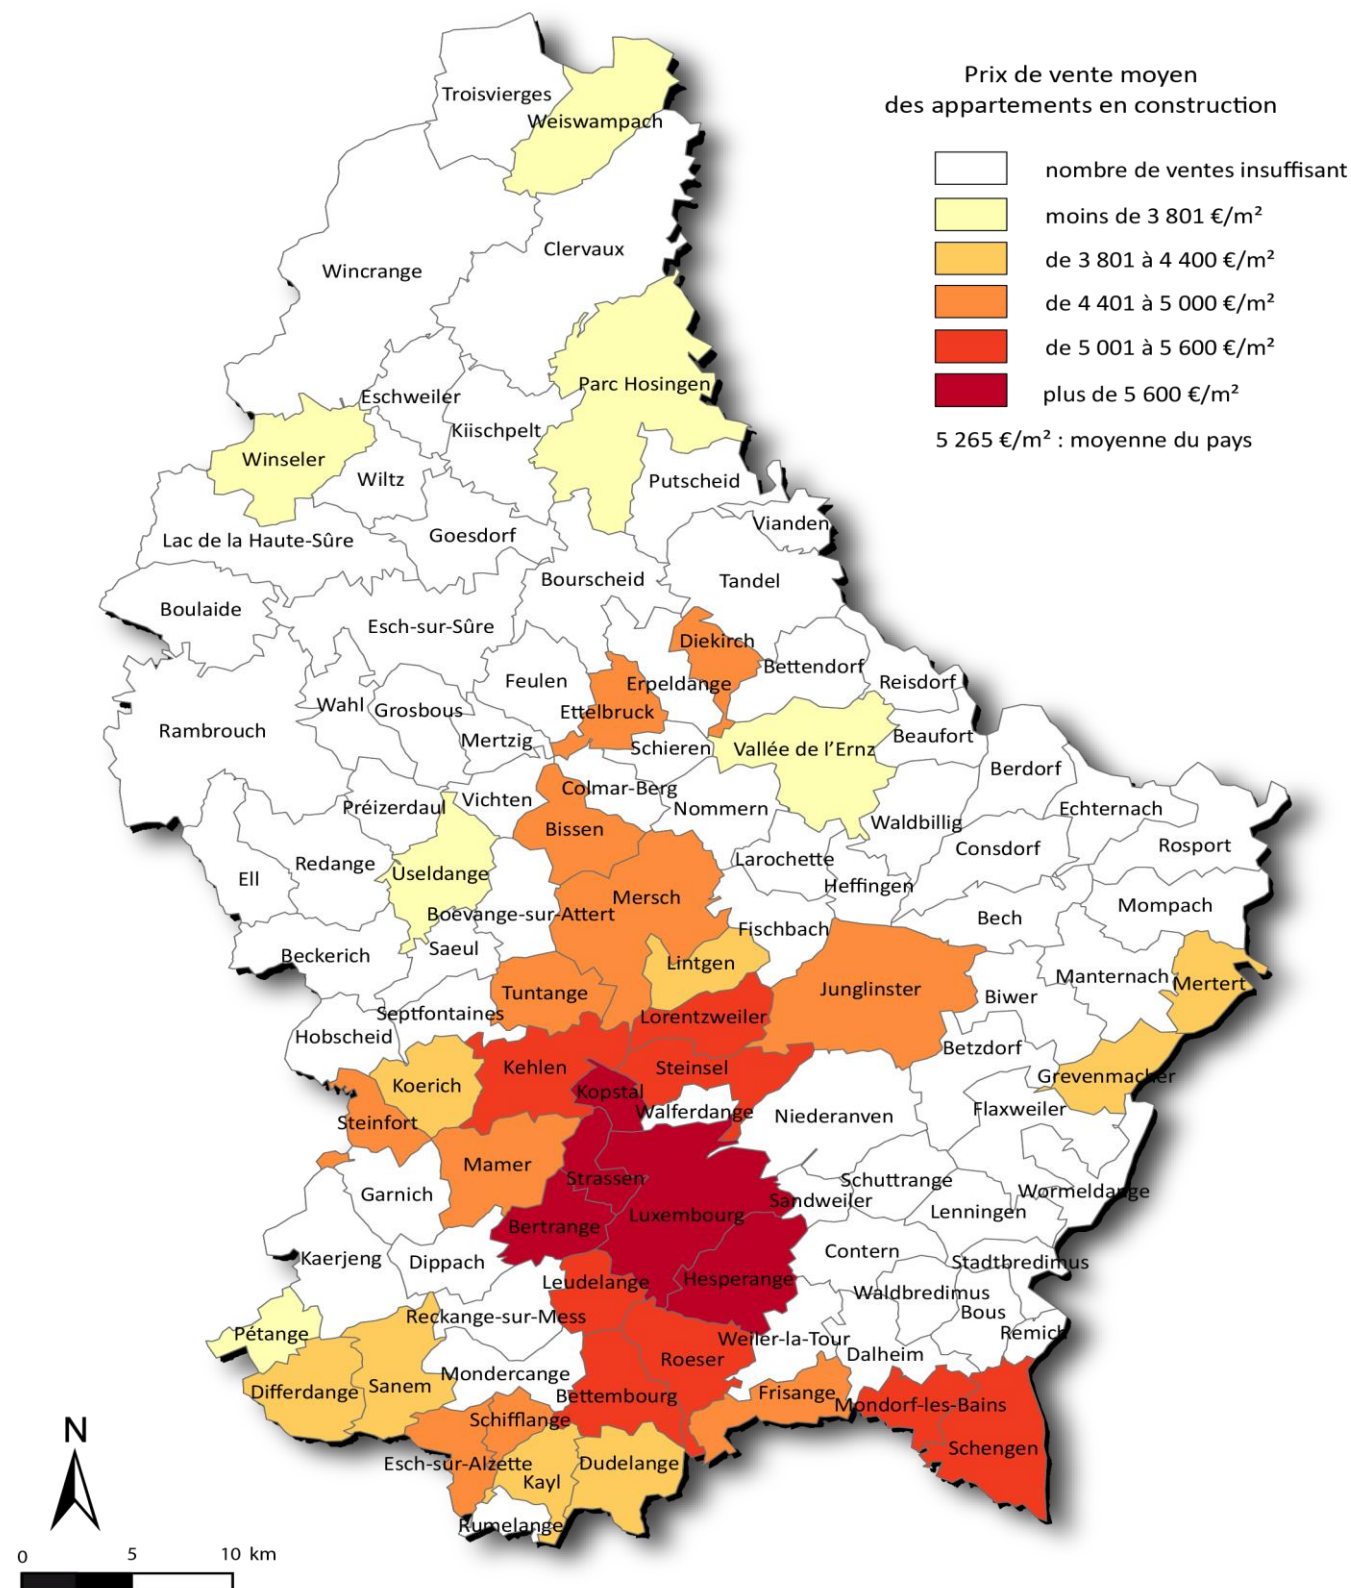 Prix de vente moyen
des appartements en construction
nombre de ventes insuffisant
moins de 3 801 €/m²
de 3 801 à 4 400 €/m²
de 4 401 à 5 000 €/m²
de 5 001 à 5 600 €/m²
plus de 5 600 €/m²
5 265 €/m² : moyenne du pays
Troisvierges
Weiswampach
Clervaux
Wincrange
Parc Hosingen
Eschweiler
Kiischpelt
Winseler
Wiltz
Putscheid
Vianden
Goesdorf
Lac de la Haute-Sûre
Bourscheid
Tandel
Boulaide
Esch-sur-Sûre
Diekirch
Bettendorf
Feulen
Erpeldange
Reisdorf
Wahl
Grosbous
Ettelbruck
Rambrouch
Mertzig
Schieren
Vallée de l’Ernz
Beaufort
Berdorf
Colmar-Berg
Préizerdaul
Vichten
Nommern
Echternach
Bissen
Waldbillig
Rosport
Consdorf
Larochette
Redange
Useldange
Ell
Heffingen
Mersch
Mompach
Boevange-sur-Attert
Bech
Fischbach
Saeul
Beckerich
Lintgen
Manternach
Mertert
Junglinster
Tuntange
Biwer
Septfontaines
Lorentzweiler
Hobscheid
Betzdorf
Kehlen
Steinsel
Grevenmacher
Koerich
Kopstal
Walferdange
Flaxweiler
Niederanven
Steinfort
Mamer
Strassen
Schuttrange
Garnich
Sandweiler
Wormeldange
Lenningen
Luxembourg
Bertrange
Contern
Kaerjeng
Dippach
Stadtbredimus
Leudelange
Hesperange
Waldbredimus
Bous
Reckange-sur-Mess
Pétange
Weiler-la-Tour
Remich
Dalheim
Roeser
Mondercange
Differdange
Sanem
Bettembourg
Frisange
Mondorf-les-Bains
Schifflange
Schengen
Esch-sur-Alzette
Dudelange
Kayl
Rumelange
N
0 5 10 km